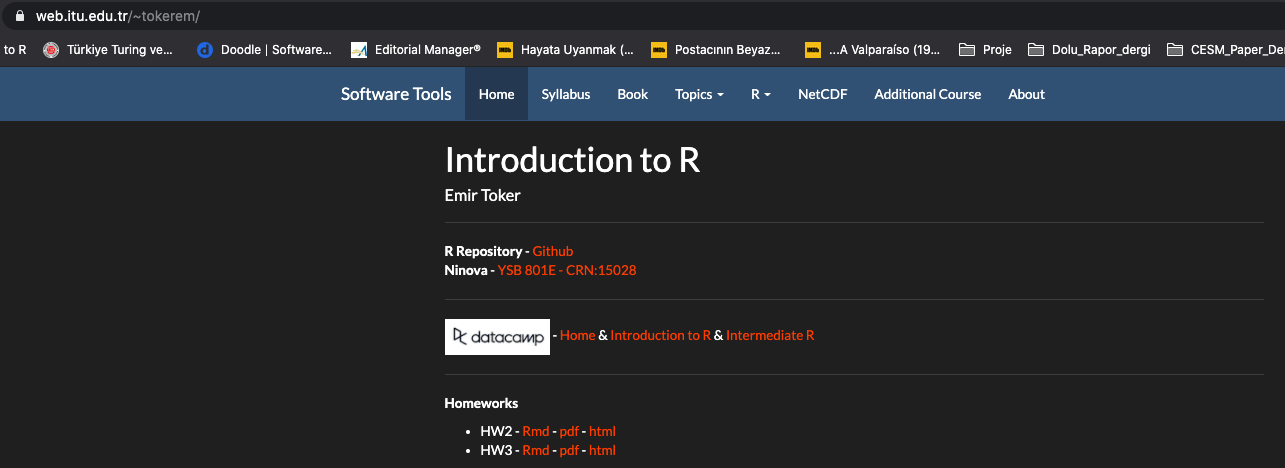 web.itu.edu.tr/~tokerem/
to R Türkiye Turing ve... Doodle | Software... Editorial Manager® Hayata Uyanmak (... Postacının Beyaz... ...A Valparaíso (19... Proje Dolu_Rapor_dergi CESM_Paper_De
Software Tools Home Syllabus Book Topics R NetCDF Additional Course About
Introduction to R
Emir Toker
R Repository - Github
Ninova - YSB 801E - CRN:15028
datacamp - Home & Introduction to R & Intermediate R
Homeworks
• HW2 - Rmd - pdf - html
• HW3 - Rmd - pdf - html